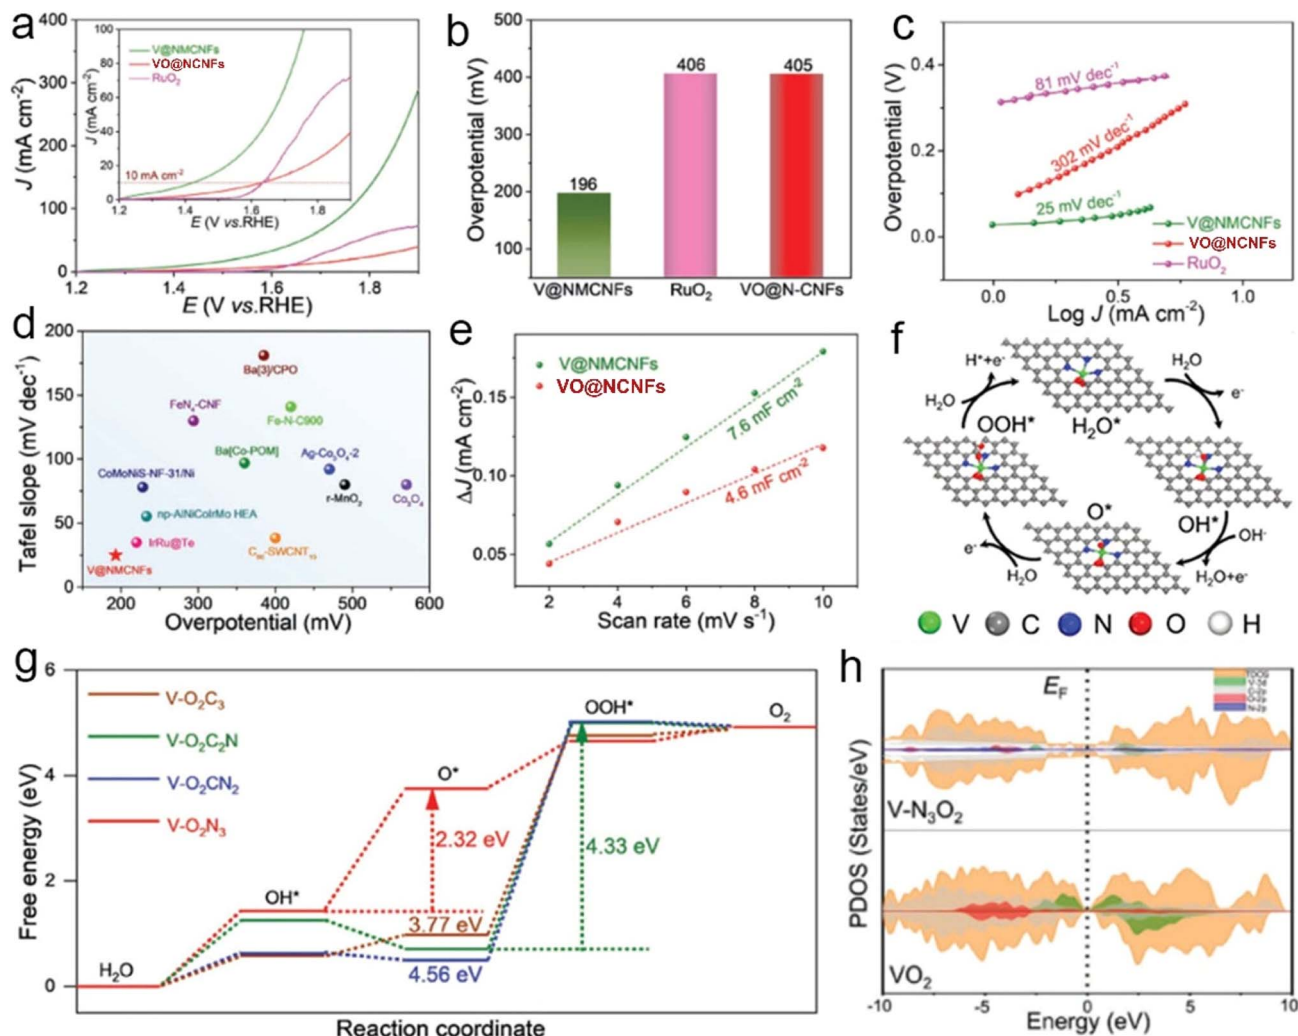 a
400
300
200
100
0
J (mA cm⁻²)
1.2 1.4 1.6 1.8
E (V vs.RHE)
100
80
60
40
20
0
J (mA cm⁻²)
V@NMCNFs
VO@NCNFs
RuO₂
10 mA cm⁻²
1.2 1.4 1.6 1.8
E (V vs.RHE)
b
500
400
300
200
100
Overpotential (mV)
196
406
405
V@NMCNFs RuO₂ VO@N-CNFs
c
0.4
0.2
0.0
Overpotential (V)
81 mV dec⁻¹
302 mV dec⁻¹
25 mV dec⁻¹
V@NMCNFs
VO@NCNFs
RuO₂
0.0 0.5 1.0
Log J (mA cm⁻²)
d
200
150
100
50
0
Tafel slope (mV dec⁻¹)
Ba[3]/CPO
FeN₄-CNF
Fe-N-C900
Ba[Co-POM]
Ag-Co₃O₄-2
CoMoNiS-NF-31/Ni
r-MnO₂
Co₃O₄
np-AlNiCoIrMo HEA
IrRu@Te
V@NMCNFs
200 300 400 500 600
Overpotential (mV)
e
0.15
0.10
0.05
ΔJ (mA cm⁻²)
V@NMCNFs
VO@NCNFs
7.6 mF cm⁻²
4.6 mF cm⁻²
2 4 6 8 10
Scan rate (mV s⁻¹)
f
H⁺+e⁻
H₂O
H₂O
e⁻
OOH*
H₂O*
O*
OH*
OH⁻
e⁻
H₂O
H₂O+e⁻
V C N O H
g
6
4
2
0
Free energy (eV)
V-O₂C₃
V-O₂C₂N
V-O₂CN₂
V-O₂N₃
H₂O
OH*
O*
OOH*
O₂
2.32 eV
4.33 eV
3.77 eV
4.56 eV
Reaction coordinate
h
E_F
TDOS
V-3d
C-2p
O-2p
N-2p
PDOS (States/eV)
V-N₃O₂
VO₂
-10 -5 0 5 10
Energy (eV)